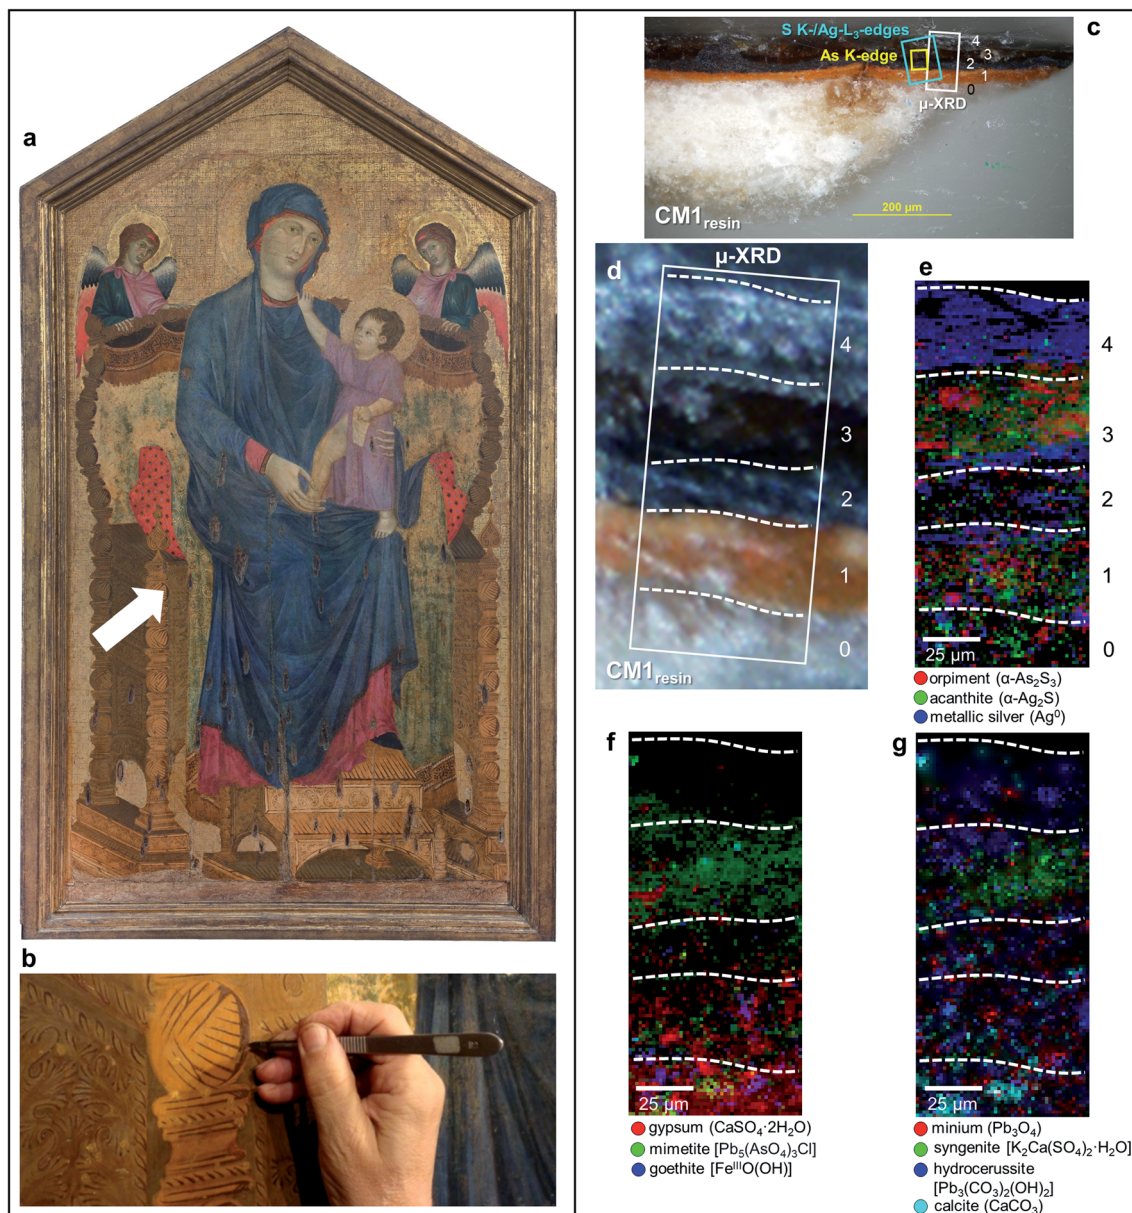 a
b
c
S K-/Ag-L₃-edges
As K-edge
4
3
2
1
0
μ-XRD
200 μm
CM1resin
d
μ-XRD
4
3
2
1
0
CM1resin
e
4
3
2
1
0
25 μm
orpiment (α-As₂S₃)
acanthite (α-Ag₂S)
metallic silver (Ag⁰)
f
25 μm
gypsum (CaSO₄·2H₂O)
mimetite [Pb₅(AsO₄)₃Cl]
goethite [FeᴵᴵᴵO(OH)]
g
25 μm
minium (Pb₃O₄)
syngenite [K₂Ca(SO₄)₂·H₂O]
hydrocerussite
[Pb₃(CO₃)₂(OH)₂]
calcite (CaCO₃)